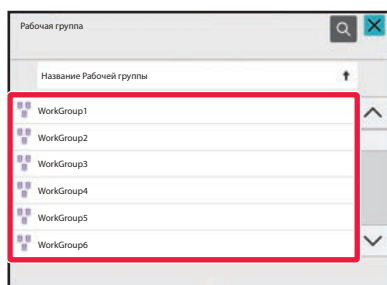 Рабочая группа
Название Рабочей группы
WorkGroup1
WorkGroup2
WorkGroup3
WorkGroup4
WorkGroup5
WorkGroup6